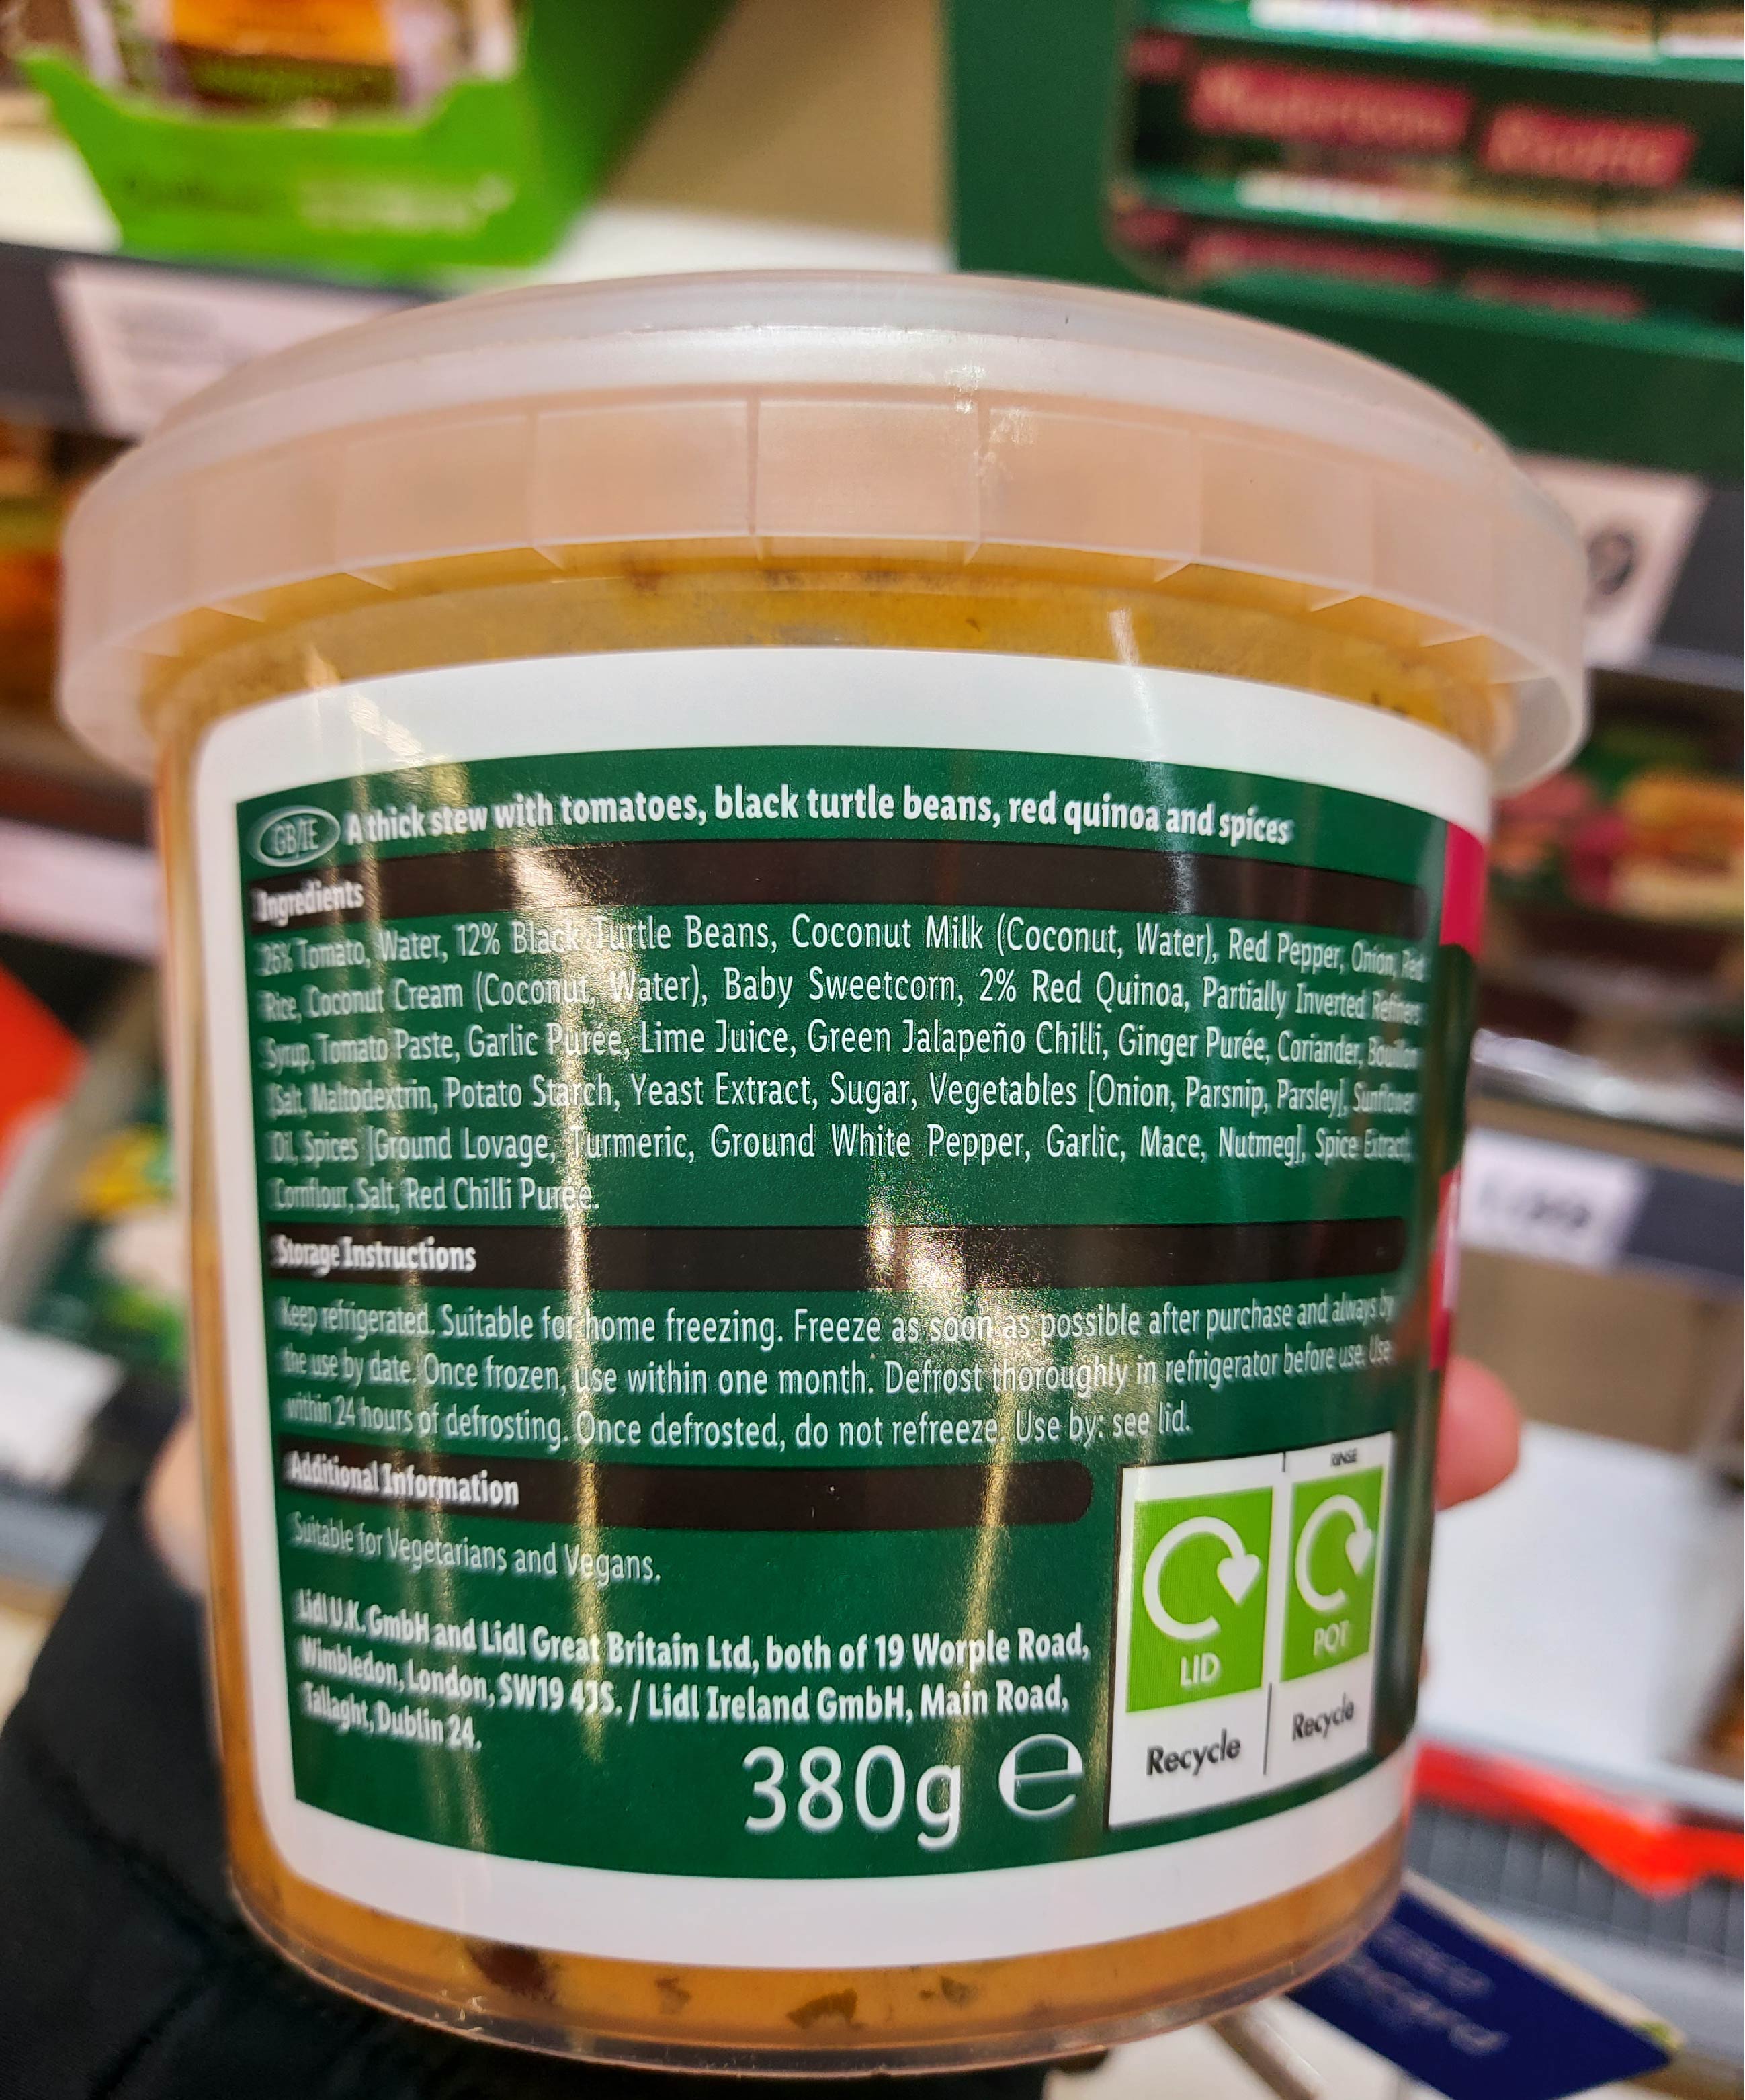 GB/IE A thick stew with tomatoes, black turtle beans, red quinoa and spices
Ingredients
26% Tomato, Water, 12% Black Turtle Beans, Coconut Milk (Coconut, Water), Red Pepper, Onion, Red
Rice, Coconut Cream (Coconut, Water), Baby Sweetcorn, 2% Red Quinoa, Partially Inverted Refiners
Syrup, Tomato Paste, Garlic Purée, Lime Juice, Green Jalapeño Chilli, Ginger Purée, Coriander, Bouillon
(Salt, Maltodextrin, Potato Starch, Yeast Extract, Sugar, Vegetables [Onion, Parsnip, Parsley], Sunflower
Oil, Spices [Ground Lovage, Turmeric, Ground White Pepper, Garlic, Mace, Nutmeg], Spice Extract),
Cornflour, Salt, Red Chilli Purée.
Storage Instructions
Keep refrigerated. Suitable for home freezing. Freeze as soon as possible after purchase and always by
the use by date. Once frozen, use within one month. Defrost thoroughly in refrigerator before use. Use
within 24 hours of defrosting. Once defrosted, do not refreeze. Use by: see lid.
Additional Information
Suitable for Vegetarians and Vegans.
Lidl U.K. GmbH and Lidl Great Britain Ltd, both of 19 Worple Road,
Wimbledon, London, SW19 4JS. / Lidl Ireland GmbH, Main Road,
Tallaght, Dublin 24.
380g e
RINSE
LID
POT
Recycle
Recycle